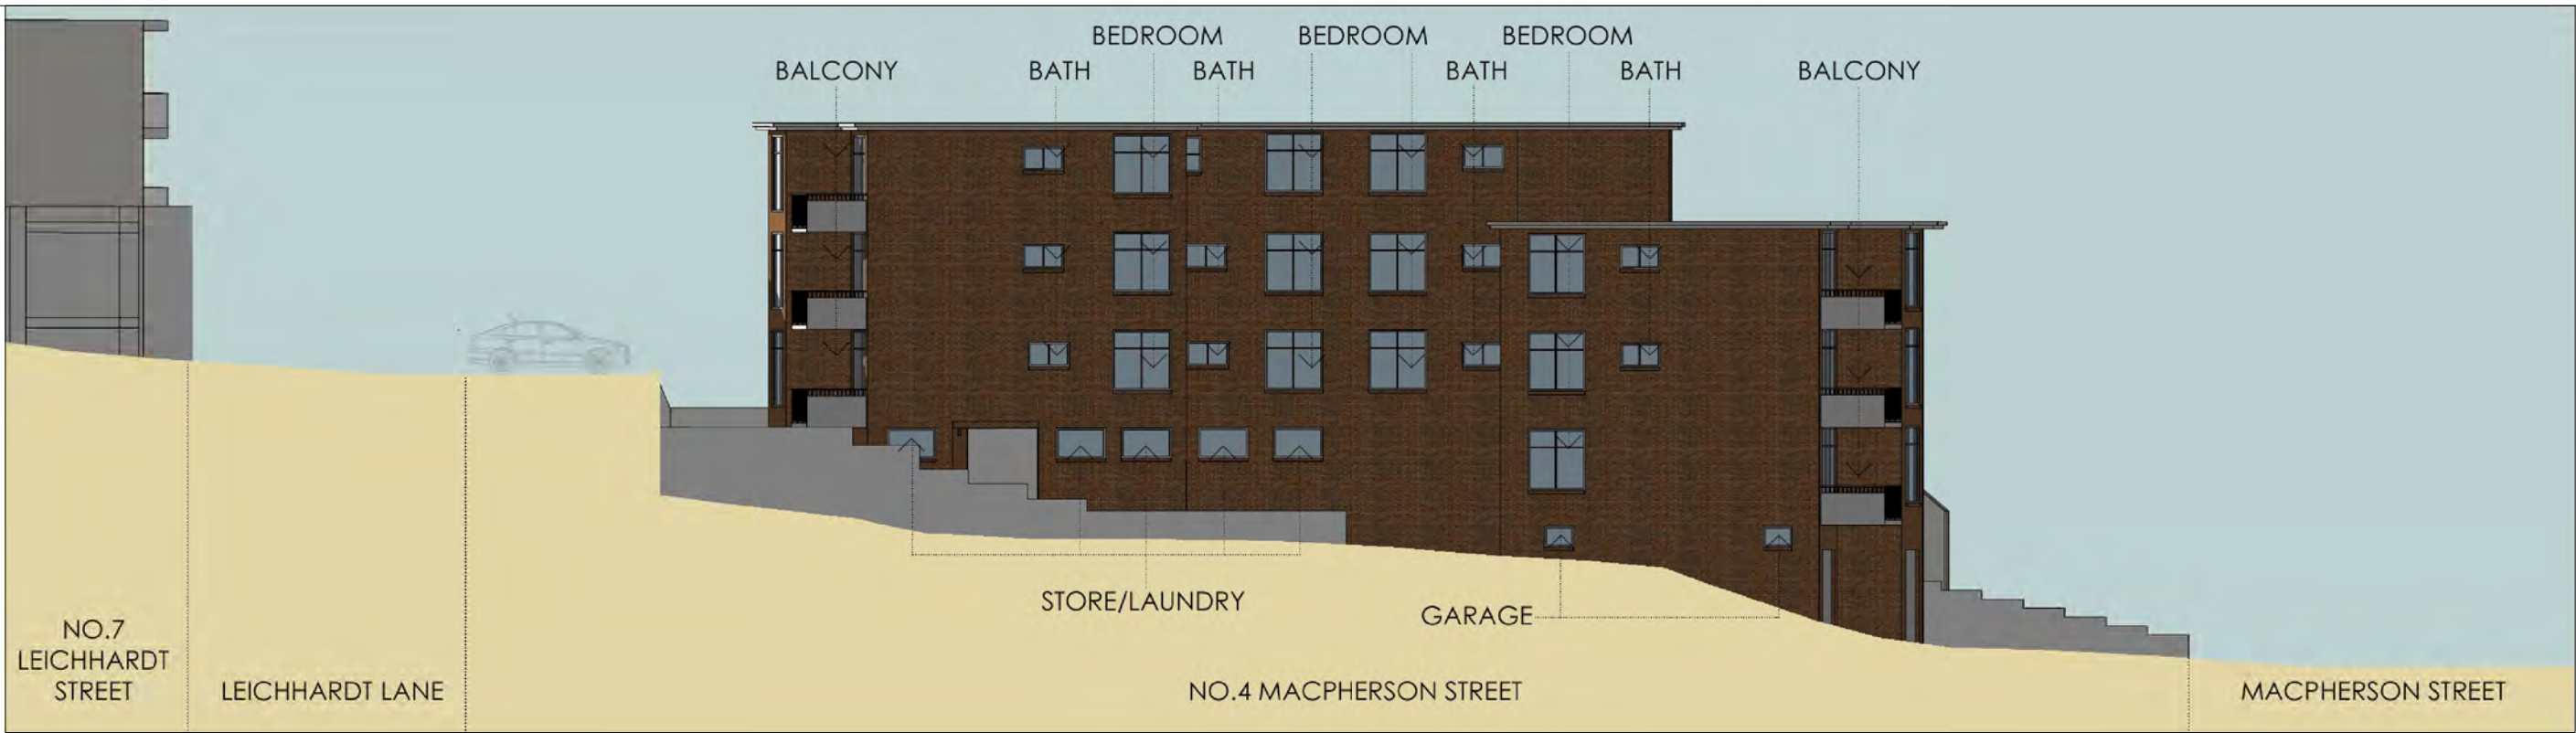 BEDROOM BEDROOM BEDROOM
BALCONY BATH BATH BATH BATH BALCONY
STORE/LAUNDRY
GARAGE
NO.7
LEICHHARDT
STREET
LEICHHARDT LANE
NO.4 MACPHERSON STREET
MACPHERSON STREET